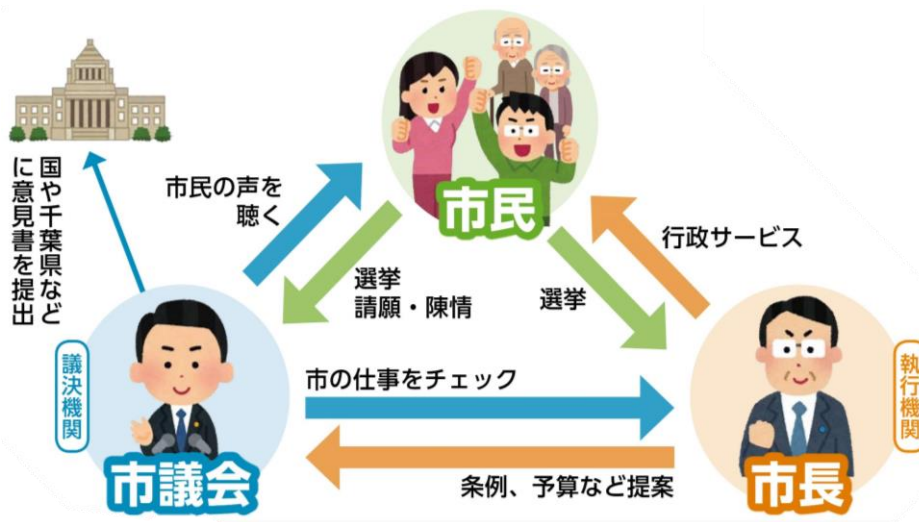 国や千葉県など
に意見書を提出
市民の声を
聴く
市民
行政サービス
選挙
請願・陳情
選挙
議決機関
市議会
市の仕事をチェック
条例、予算など提案
執行機関
市長